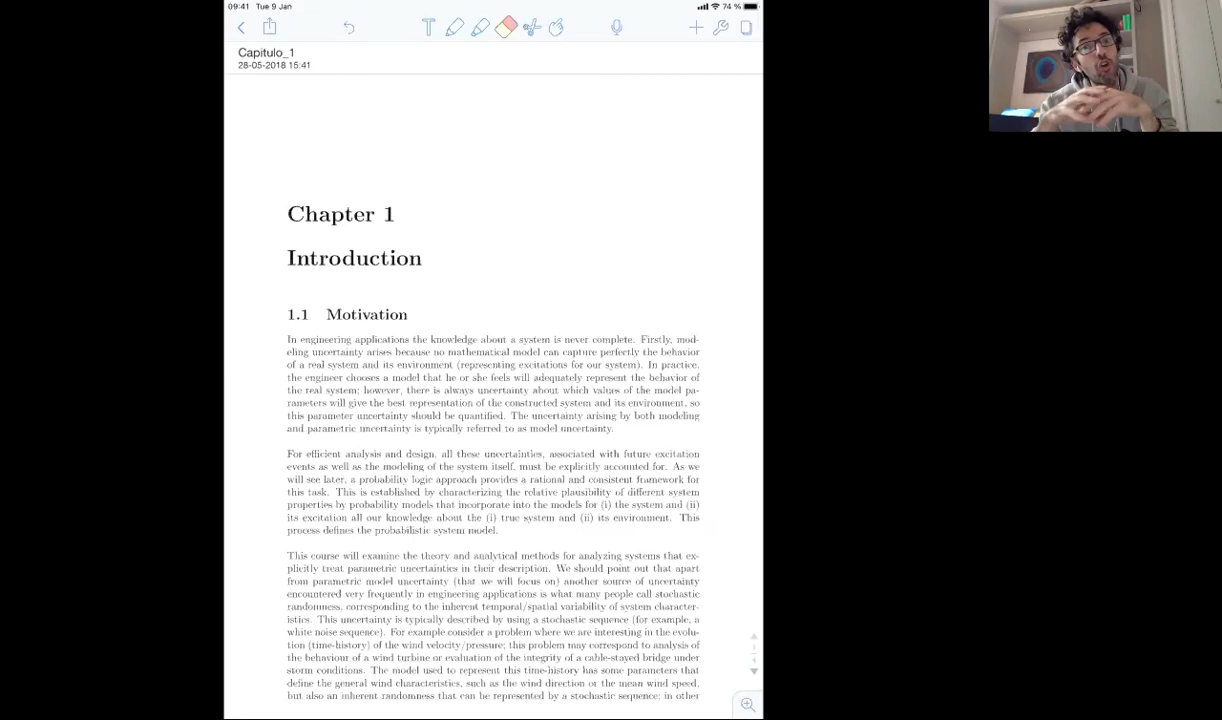 09:41 Tue 9 Jan
74 %
T
Capitulo_1
28-05-2018 15:41
Chapter 1
Introduction
1.1 Motivation
In engineering applications the knowledge about a system is never complete. Firstly, mod-
eling uncertainty arises because no mathematical model can capture perfectly the behavior
of a real system and its environment (representing excitations for our system). In practice,
the engineer chooses a model that he or she feels will adequately represent the behavior of
the real system; however, there is always uncertainty about which values of the model pa-
rameters will give the best representation of the constructed system and its environment, so
this parameter uncertainty should be quantified. The uncertainty arising by both modeling
and parametric uncertainty is typically referred to as model uncertainty.
For efficient analysis and design, all these uncertainties, associated with future excitation
events as well as the modeling of the system itself, must be explicitly accounted for. As we
will see later, a probability logic approach provides a rational and consistent framework for
this task. This is established by characterizing the relative plausibility of different system
properties by probability models that incorporate into the models for (i) the system and (ii)
its excitation all our knowledge about the (i) true system and (ii) its environment. This
process defines the probabilistic system model.
This course will examine the theory and analytical methods for analyzing systems that ex-
plicitly treat parametric uncertainties in their description. We should point out that apart
from parametric model uncertainty (that we will focus on) another source of uncertainty
encountered very frequently in engineering applications is what many people call stochastic
randomness, corresponding to the inherent temporal/spatial variability of system character-
istics. This uncertainty is typically described by using a stochastic sequence (for example, a
white noise sequence). For example consider a problem where we are interesting in the evolu-
tion (time-history) of the wind velocity/pressure; this problem may correspond to analysis of
the behaviour of a wind turbine or evaluation of the integrity of a cable-stayed bridge under
storm conditions. The model used to represent this time-history has some parameters that
define the general wind characteristics, such as the wind direction or the mean wind speed,
but also an inherent randomness that can be represented by a stochastic sequence; in other